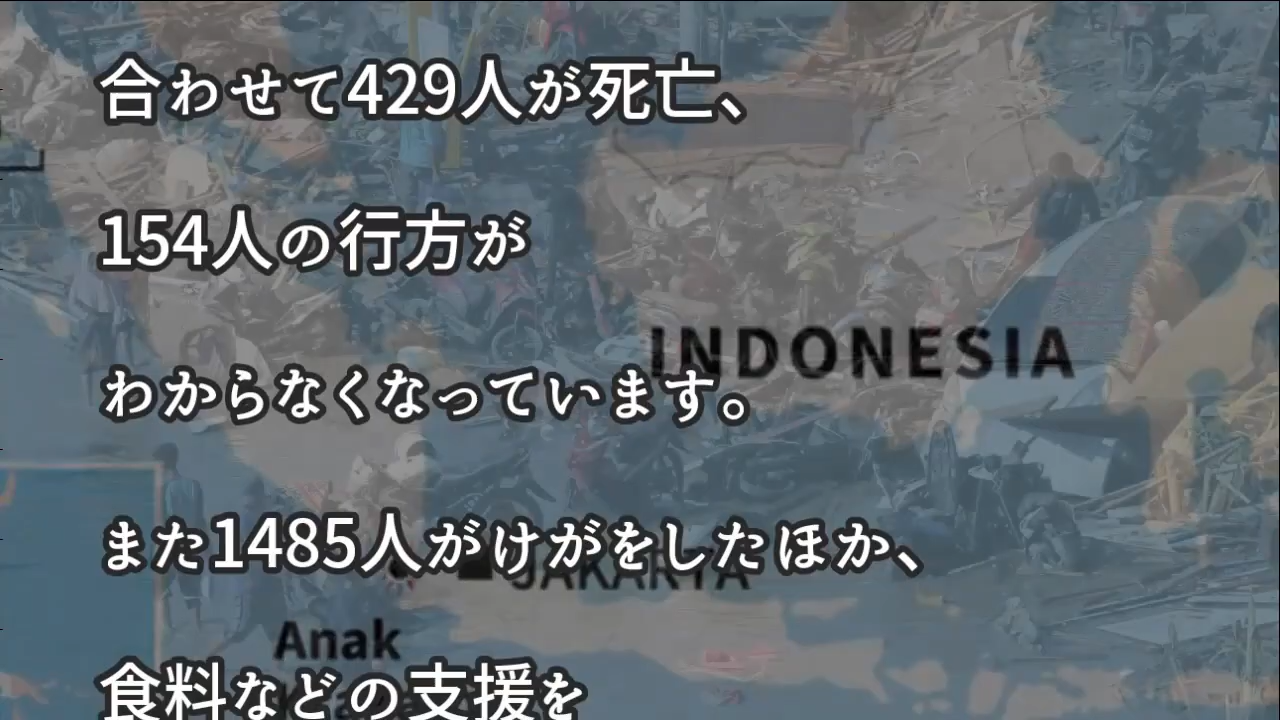 合わせて429人が死亡、
154人の行方が
INDONESIA
わからなくなっています。
また1485人がけがをしたほか、
JAKARTA
Anak
食料などの支援を